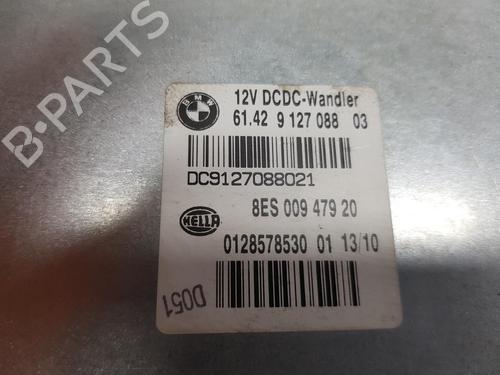 B-PARTS
BMW
12V DCDC-Wandler
61.42 9 127 088 03
DC9127088021
8ES 009 479 20
HELLA
0128578530 01 13/10
D051